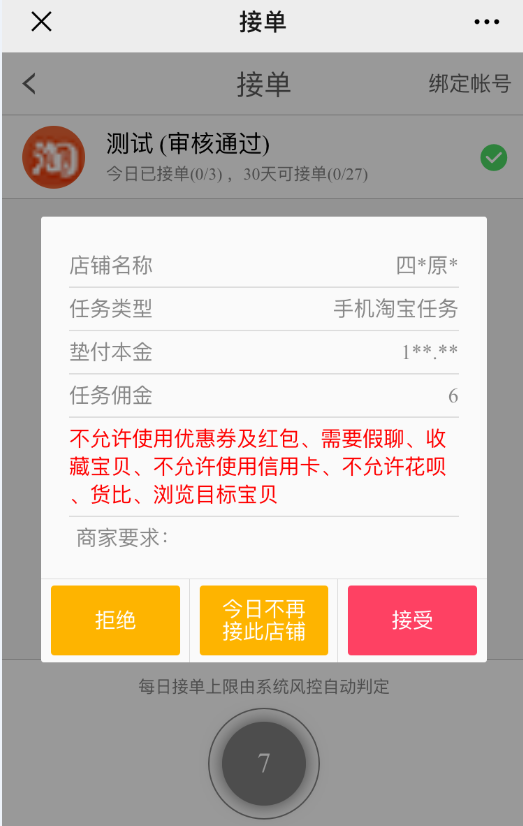 接单
接单
绑定帐号
淘
测试 (审核通过)
今日已接单(0/3) ,  30天可接单(0/27)
店铺名称 四*原*
任务类型 手机淘宝任务
垫付本金 1**.**
任务佣金 6
不允许使用优惠券及红包、需要假聊、收
藏宝贝、不允许使用信用卡、不允许花呗
、货比、浏览目标宝贝
商家要求:
拒绝
今日不再
接此店铺
接受
每日接单上限由系统风控自动判定
7